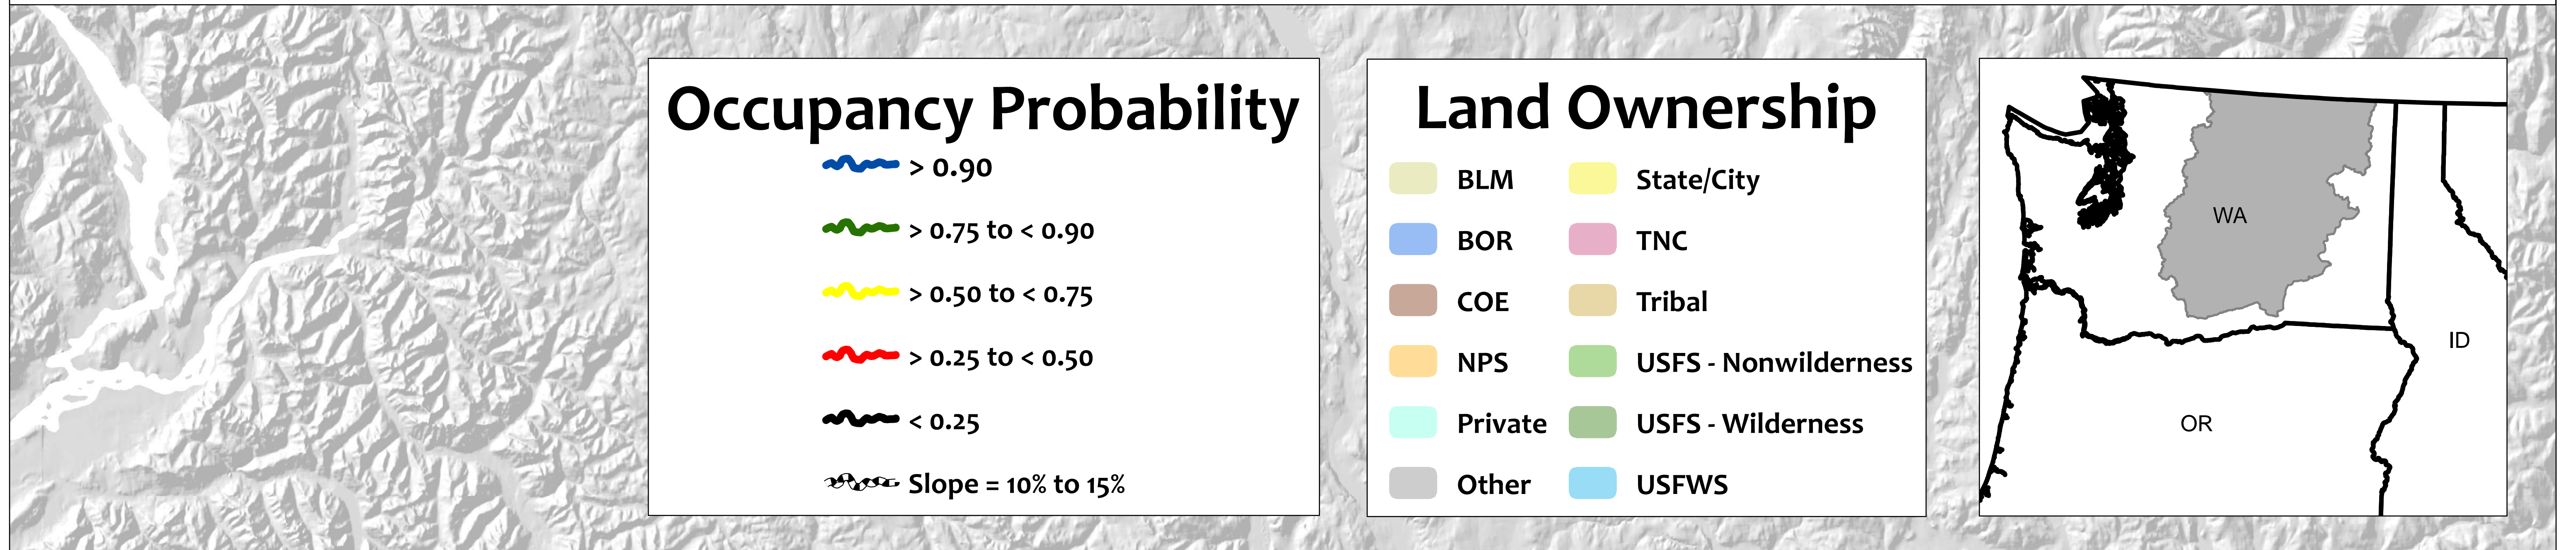 Occupancy Probability
> 0.90
> 0.75 to < 0.90
> 0.50 to < 0.75
> 0.25 to < 0.50
< 0.25
Slope = 10% to 15%
Land Ownership
BLM
BOR
COE
NPS
Private
Other
State/City
TNC
Tribal
USFS - Nonwilderness
USFS - Wilderness
USFWS
WA
ID
OR